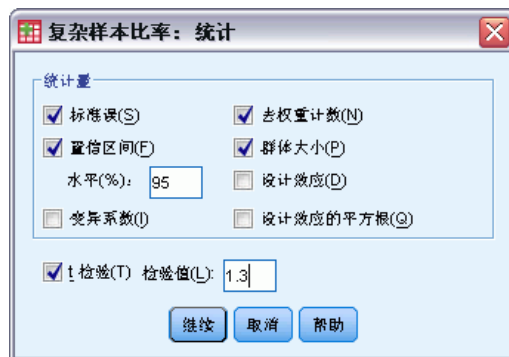 复杂样本比率：统计
统计量
标准误(S) 去权重计数(N)
置信区间(F) 群体大小(P)
水平(%)： 95 设计效应(D)
变异系数(I) 设计效应的平方根(Q)
t 检验(T) 检验值(L): 1.3
继续 取消 帮助